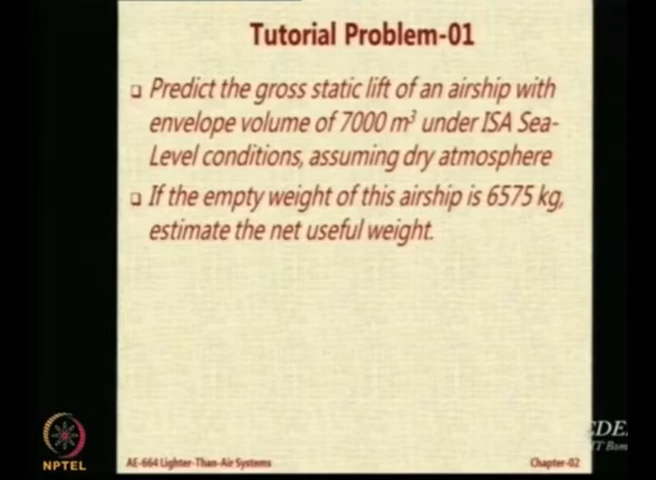 Tutorial Problem-01
Predict the gross static lift of an airship with
envelope volume of 7000 m³ under ISA Sea-
Level conditions, assuming dry atmosphere
If the empty weight of this airship is 6575 kg,
estimate the net useful weight.
NPTEL
AE-664 Lighter-Than-Air Systems
Chapter-02